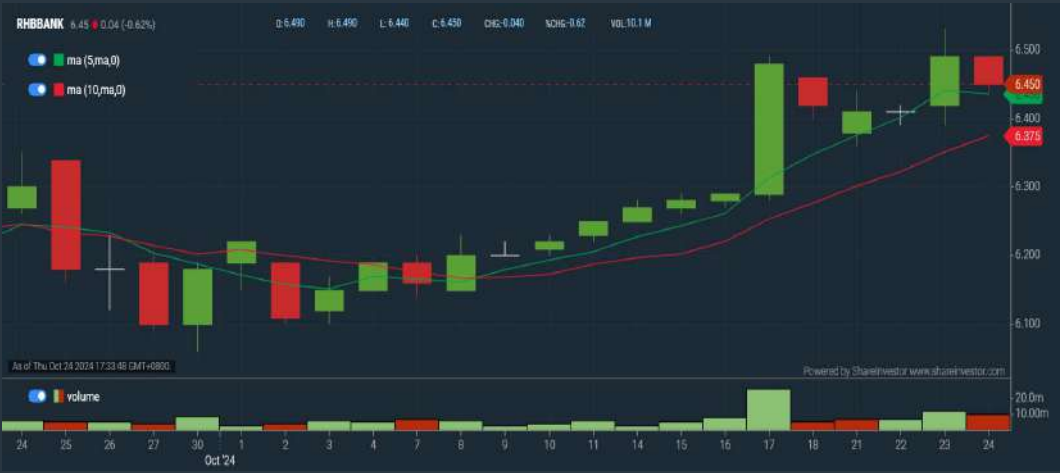 RHBBANK 6.45 0.04 (-0.62%) O:6.490 H:6.490 L:6.440 C:6.450 CHG:-0.040 %CHG:-0.62 VOL:10.1 M
ma (5,ma,0)
ma (10,ma,0)
6.500
6.450
6.400
6.375
6.300
6.200
6.100
As of Thu Oct 24 2024 17:33:48 GMT+0800.
Powered by ShareInvestor www.shareinvestor.com
volume
20.0m
10.00m
24 25 26 27 30 1 2 3 4 7 8 9 10 11 14 15 16 17 18 21 22 23 24
Oct '24